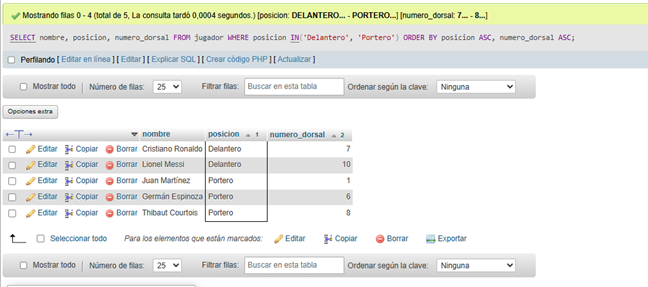 Mostrando filas 0 - 4 (total de 5, La consulta tardó 0,0004 segundos.) [posicion: DELANTERO... - PORTERO...] [numero_dorsal: 7... - 8...]
SELECT nombre, posicion, numero_dorsal FROM jugador WHERE posicion IN('Delantero', 'Portero') ORDER BY posicion ASC, numero_dorsal ASC;
Perfilando [ Editar en línea ] [ Editar ] [ Explicar SQL ] [ Crear código PHP ] [ Actualizar ]
Mostrar todo Número de filas: 25 Filtrar filas: Buscar en esta tabla Ordenar según la clave: Ninguna
Opciones extra
nombre posicion 1 numero_dorsal 2
Editar Copiar Borrar Cristiano Ronaldo Delantero 7
Editar Copiar Borrar Lionel Messi Delantero 10
Editar Copiar Borrar Juan Martínez Portero 1
Editar Copiar Borrar Germán Espinoza Portero 6
Editar Copiar Borrar Thibaut Courtois Portero 8
Seleccionar todo Para los elementos que están marcados: Editar Copiar Borrar Exportar
Mostrar todo Número de filas: 25 Filtrar filas: Buscar en esta tabla Ordenar según la clave: Ninguna